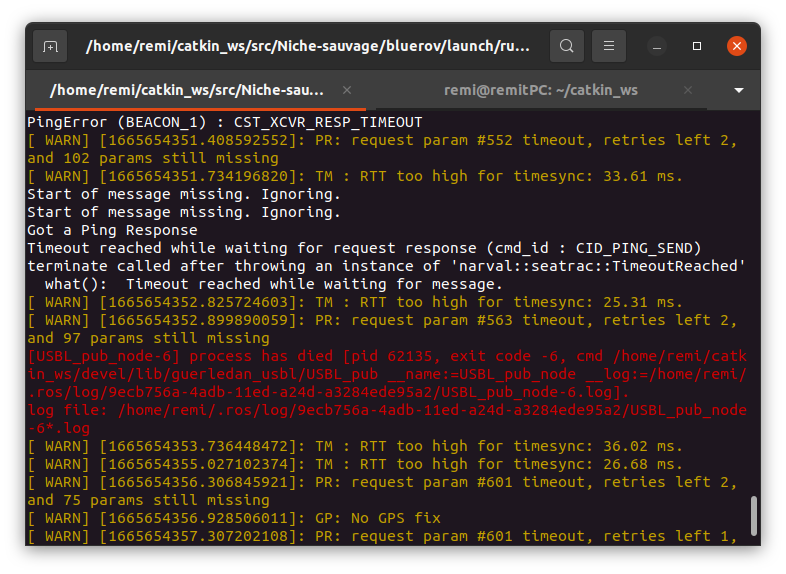 /home/remi/catkin_ws/src/Niche-sauvage/bluerov/launch/ru...
/home/remi/catkin_ws/src/Niche-sau...
remi@remitPC: ~/catkin_ws
PingError (BEACON_1) : CST_XCVR_RESP_TIMEOUT
[ WARN] [1665654351.408592552]: PR: request param #552 timeout, retries left 2,
and 102 params still missing
[ WARN] [1665654351.734196820]: TM : RTT too high for timesync: 33.61 ms.
Start of message missing. Ignoring.
Start of message missing. Ignoring.
Got a Ping Response
Timeout reached while waiting for request response (cmd_id : CID_PING_SEND)
terminate called after throwing an instance of 'narval::seatrac::TimeoutReached'
  what():  Timeout reached while waiting for message.
[ WARN] [1665654352.825724603]: TM : RTT too high for timesync: 25.31 ms.
[ WARN] [1665654352.899890059]: PR: request param #563 timeout, retries left 2,
and 97 params still missing
[USBL_pub_node-6] process has died [pid 62135, exit code -6, cmd /home/remi/catk
in_ws/devel/lib/guerledan_usbl/USBL_pub __name:=USBL_pub_node __log:=/home/remi/
.ros/log/9ecb756a-4adb-11ed-a24d-a3284ede95a2/USBL_pub_node-6.log].
log file: /home/remi/.ros/log/9ecb756a-4adb-11ed-a24d-a3284ede95a2/USBL_pub_node
-6*.log
[ WARN] [1665654353.736448472]: TM : RTT too high for timesync: 36.02 ms.
[ WARN] [1665654355.027102374]: TM : RTT too high for timesync: 26.68 ms.
[ WARN] [1665654356.306845921]: PR: request param #601 timeout, retries left 2,
and 75 params still missing
[ WARN] [1665654356.928506011]: GP: No GPS fix
[ WARN] [1665654357.307202108]: PR: request param #601 timeout, retries left 1,